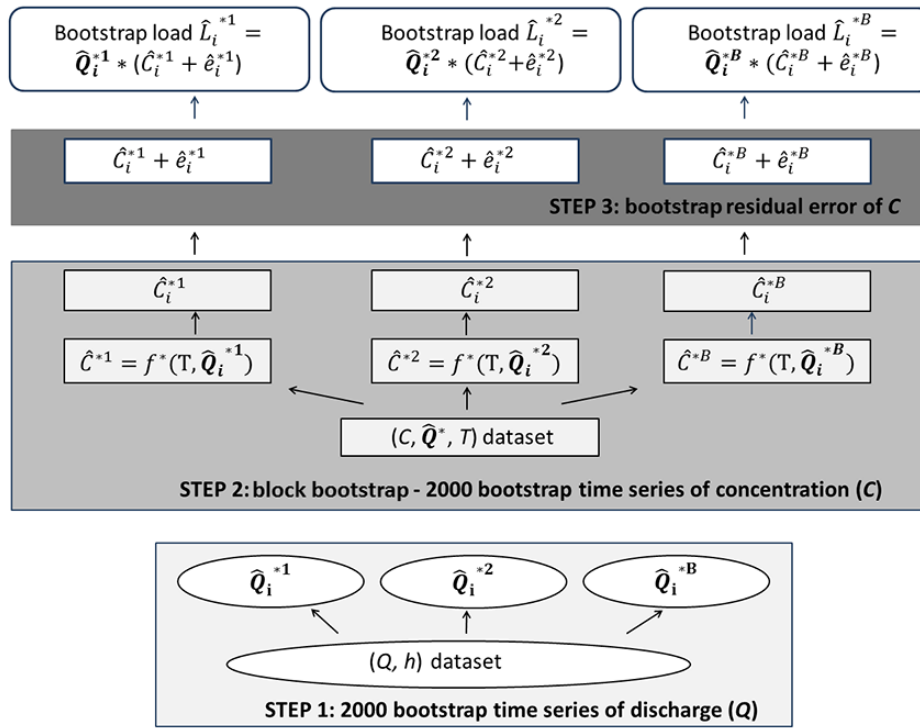 Bootstrap load L̂ᵢ*¹ =
Q̂ᵢ*¹ * (Ĉᵢ*¹ + êᵢ*¹)
Bootstrap load L̂ᵢ*² =
Q̂ᵢ*² * (Ĉᵢ*²+êᵢ*²)
Bootstrap load L̂ᵢ*ᴮ =
Q̂ᵢ*ᴮ * (Ĉᵢ*ᴮ + êᵢ*ᴮ)
Ĉᵢ*¹ + êᵢ*¹
Ĉᵢ*² + êᵢ*²
Ĉᵢ*ᴮ + êᵢ*ᴮ
STEP 3: bootstrap residual error of C
Ĉᵢ*¹
Ĉᵢ*²
Ĉᵢ*ᴮ
Ĉ*¹ = f*(T, Q̂ᵢ*¹)
Ĉ*² = f*(T, Q̂ᵢ*²)
Ĉ*ᴮ = f*(T, Q̂ᵢ*ᴮ)
(C, Q̂*, T) dataset
STEP 2: block bootstrap - 2000 bootstrap time series of concentration (C)
Q̂ᵢ*¹
Q̂ᵢ*²
Q̂ᵢ*ᴮ
(Q, h) dataset
STEP 1: 2000 bootstrap time series of discharge (Q)